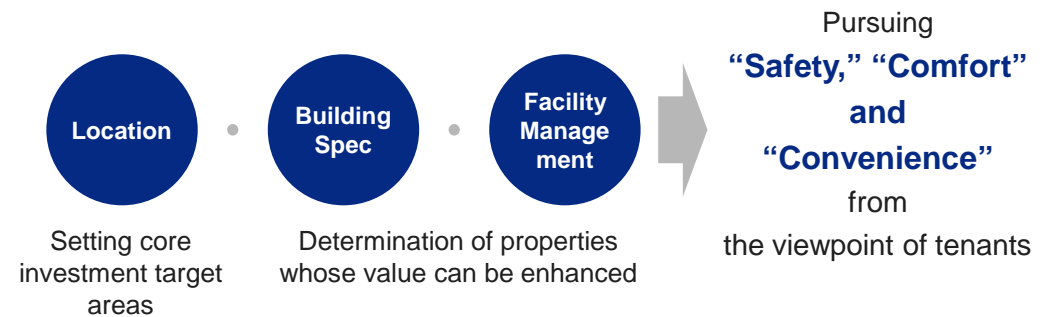 Location
Building
Spec
Facility
Manage
ment
Setting core
investment target
areas
Determination of properties
whose value can be enhanced
Pursuing
“Safety,” “Comfort”
and
“Convenience”
from
the viewpoint of tenants